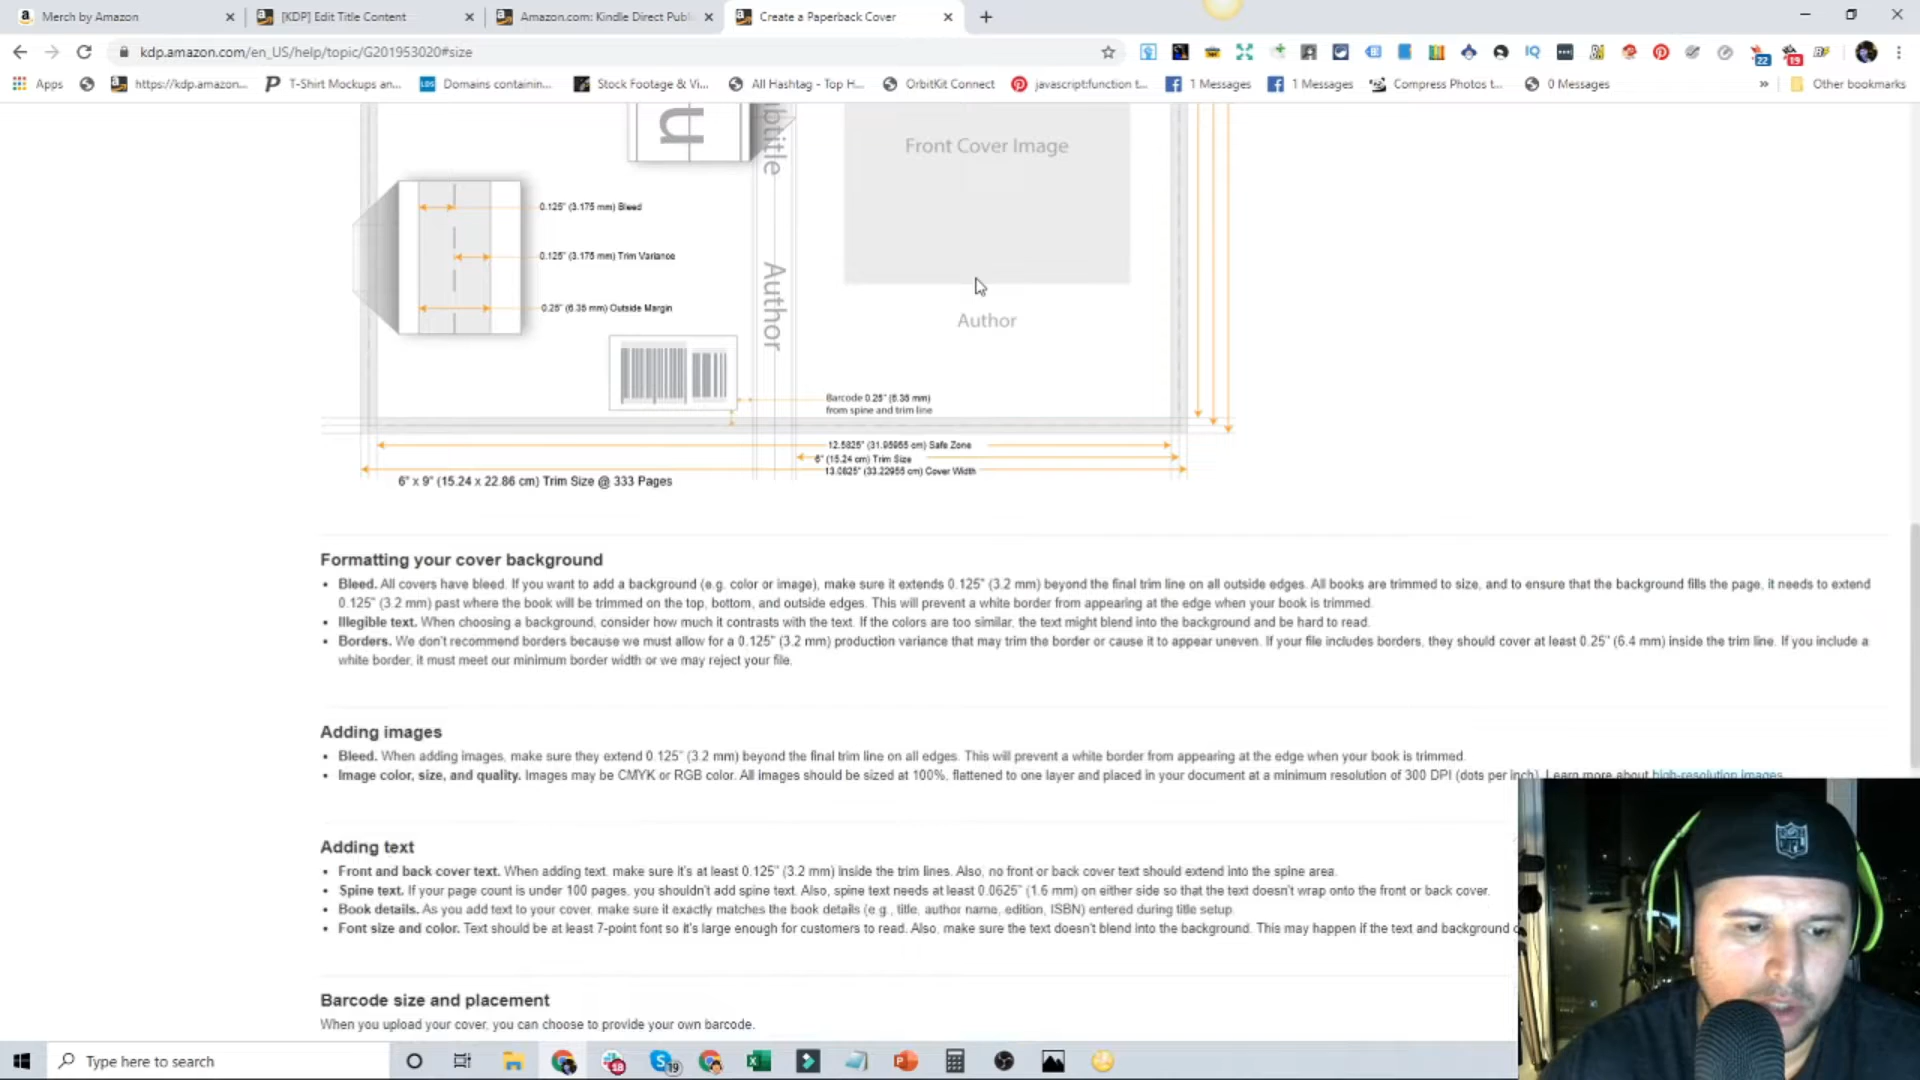 Merch by Amazon
[KDP] Edit Title Content
Amazon.com: Kindle Direct Publ
Create a Paperback Cover
kdp.amazon.com/en_US/help/topic/G201953020#size
IQ
22
19
Apps
https://kdp.amazon...
T-Shirt Mockups an...
LDS
Domains containin...
Stock Footage & Vi...
All Hashtag - Top H...
OrbitKit Connect
javascript:function t...
1 Messages
1 Messages
Compress Photos t...
0 Messages
»
Other bookmarks
btitle
Front Cover Image
0.125" (3.175 mm) Bleed
0.125" (3.175 mm) Trim Variance
Author
0.25" (6.35 mm) Outside Margin
Author
Barcode 0.25" (6.35 mm)
from spine and trim line
12.5825" (31.95955 cm) Safe Zone
6" (15.24 cm) Trim Size
13.0825" (33.22955 cm) Cover Width
6" x 9" (15.24 x 22.86 cm) Trim Size @ 333 Pages
Formatting your cover background
• Bleed. All covers have bleed. If you want to add a background (e.g. color or image), make sure it extends 0.125" (3.2 mm) beyond the final trim line on all outside edges. All books are trimmed to size, and to ensure that the background fills the page, it needs to extend
0.125" (3.2 mm) past where the book will be trimmed on the top, bottom, and outside edges. This will prevent a white border from appearing at the edge when your book is trimmed.
• Illegible text. When choosing a background, consider how much it contrasts with the text. If the colors are too similar, the text might blend into the background and be hard to read.
• Borders. We don't recommend borders because we must allow for a 0.125" (3.2 mm) production variance that may trim the border or cause it to appear uneven. If your file includes borders, they should cover at least 0.25" (6.4 mm) inside the trim line. If you include a
white border, it must meet our minimum border width or we may reject your file.
Adding images
• Bleed. When adding images, make sure they extend 0.125" (3.2 mm) beyond the final trim line on all edges. This will prevent a white border from appearing at the edge when your book is trimmed.
• Image color, size, and quality. Images may be CMYK or RGB color. All images should be sized at 100%, flattened to one layer and placed in your document at a minimum resolution of 300 DPI (dots per inch). Learn more about high-resolution images.
Adding text
• Front and back cover text. When adding text, make sure it's at least 0.125" (3.2 mm) inside the trim lines. Also, no front or back cover text should extend into the spine area.
• Spine text. If your page count is under 100 pages, you shouldn't add spine text. Also, spine text needs at least 0.0625" (1.6 mm) on either side so that the text doesn't wrap onto the front or back cover.
• Book details. As you add text to your cover, make sure it exactly matches the book details (e.g., title, author name, edition, ISBN) entered during title setup.
• Font size and color. Text should be at least 7-point font so it's large enough for customers to read. Also, make sure the text doesn't blend into the background. This may happen if the text and background
Barcode size and placement
When you upload your cover, you can choose to provide your own barcode.
NFL
Type here to search
18
19